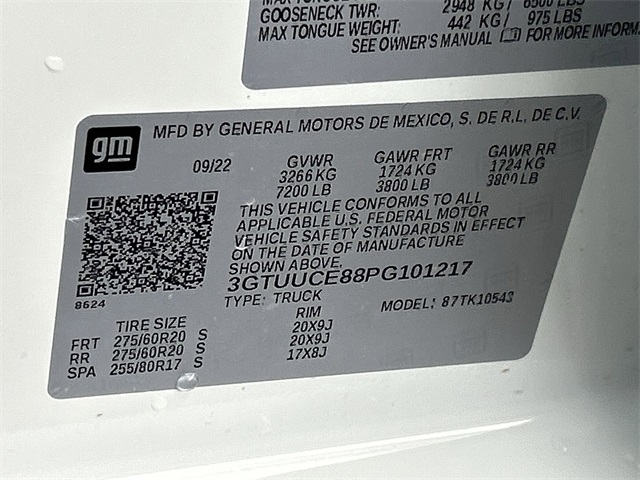 2948 KG/ 6500 LBS
GOOSENECK TWR: 442 KG/ 975 LBS
MAX TONGUE WEIGHT:
SEE OWNER'S MANUAL FOR MORE INFORM
gm
MFD BY GENERAL MOTORS DE MEXICO, S. DE R.L. DE C.V.
09/22 GVWR GAWR FRT GAWR RR
3266 KG 1724 KG 1724 KG
7200 LB 3800 LB 3800 LB
THIS VEHICLE CONFORMS TO ALL
APPLICABLE U.S. FEDERAL MOTOR
VEHICLE SAFETY STANDARDS IN EFFECT
ON THE DATE OF MANUFACTURE
SHOWN ABOVE.
3GTUUCE88PG101217
8624
TYPE: TRUCK MODEL: 87TK10543
TIRE SIZE RIM
FRT 275/60R20 S 20X9J
RR 275/60R20 S 20X9J
SPA 255/80R17 S 17X8J